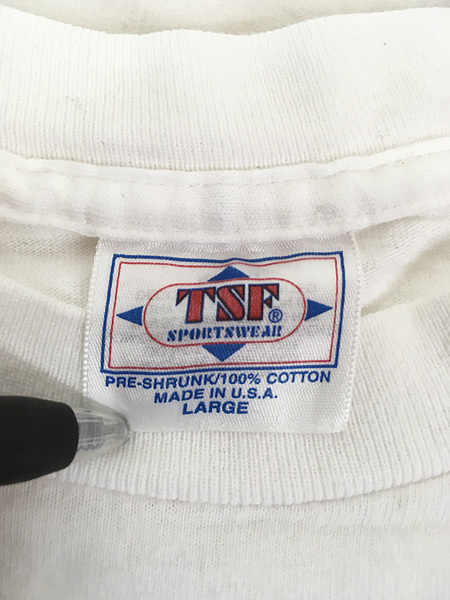 TSF®
SPORTSWEAR
PRE-SHRUNK/100% COTTON
MADE IN U.S.A.
LARGE